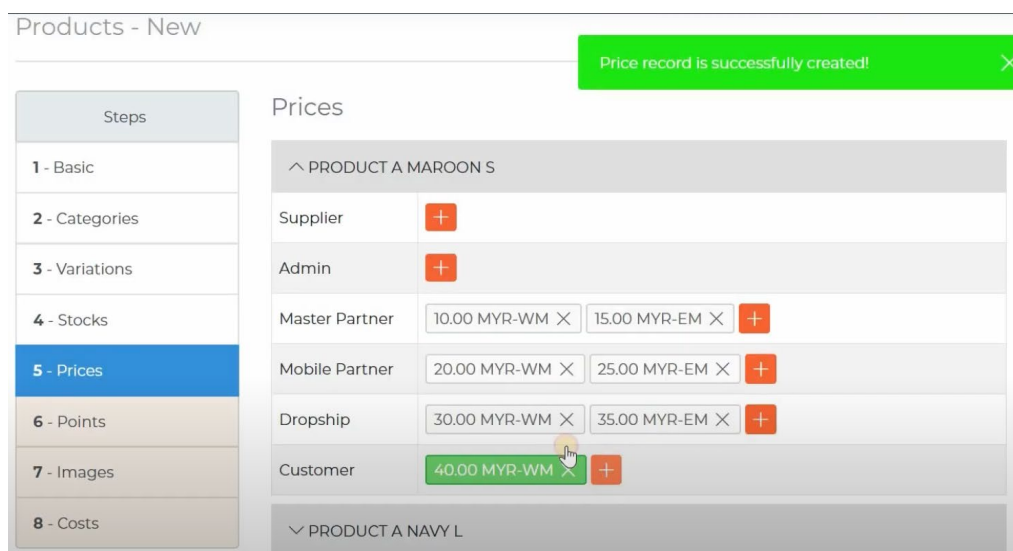 Products - New
Price record is successfully created!
Steps
1 - Basic
2 - Categories
3 - Variations
4 - Stocks
5 - Prices
6 - Points
7 - Images
8 - Costs
Prices
PRODUCT A MAROON S
Supplier
Admin
Master Partner 10.00 MYR-WM 15.00 MYR-EM
Mobile Partner 20.00 MYR-WM 25.00 MYR-EM
Dropship 30.00 MYR-WM 35.00 MYR-EM
Customer 40.00 MYR-WM
PRODUCT A NAVY L